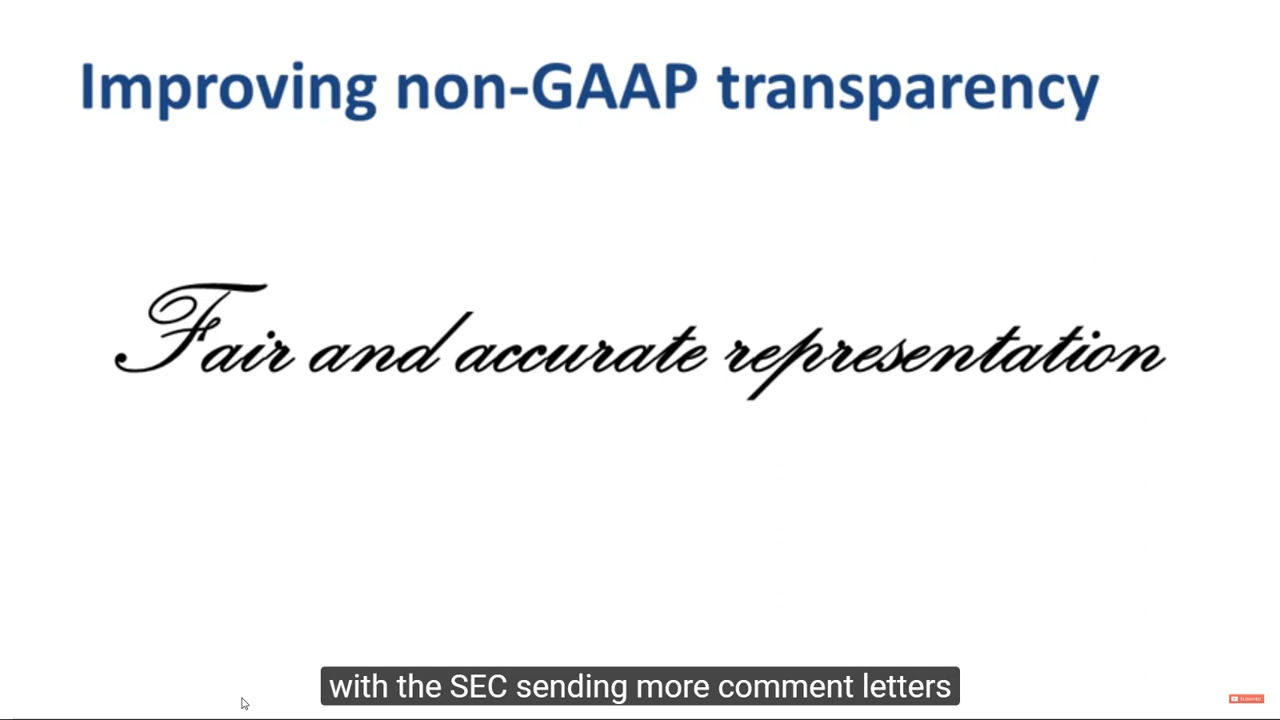 Improving non-GAAP transparency
Fair and accurate representation
with the SEC sending more comment letters